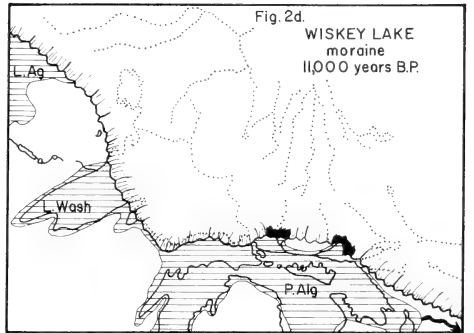 Fig. 2d.
WISKEY LAKE
moraine
11,000 years B.P.
L.Ag
L.Wash
P.Alg